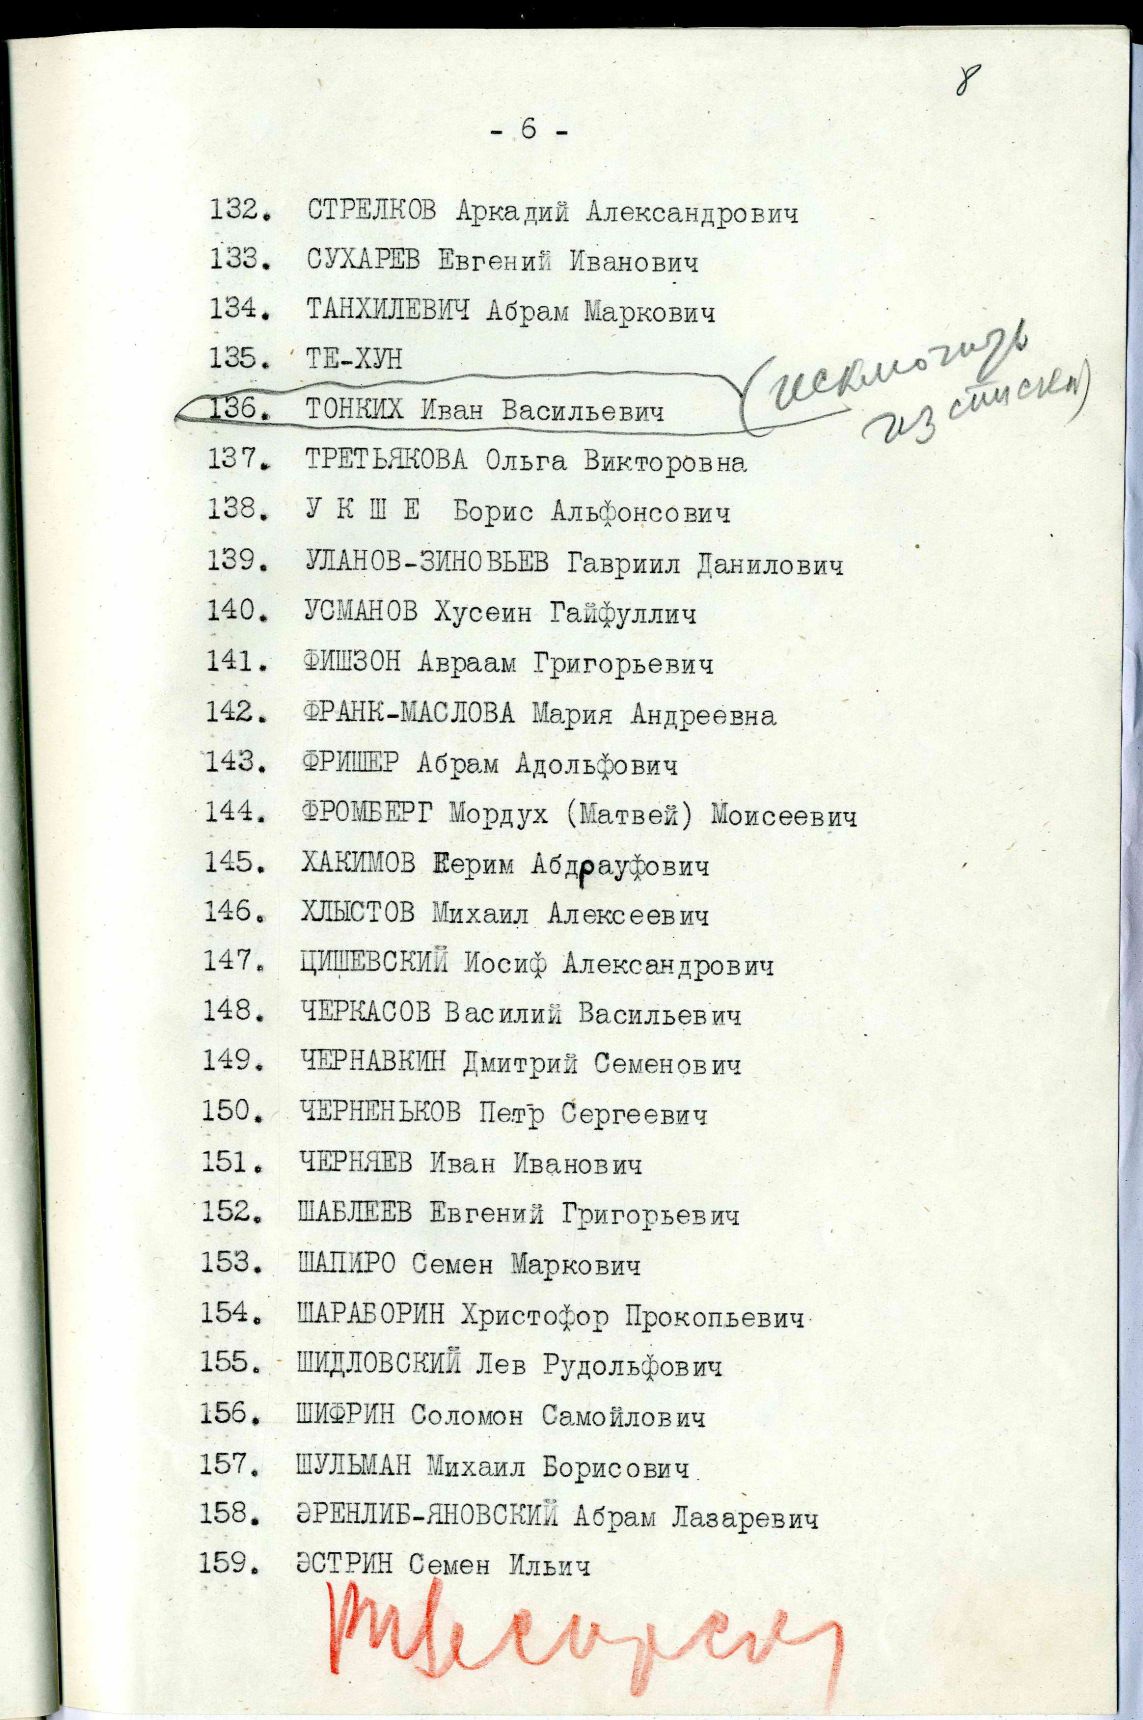 8
- 6 -
132. СТРЕЛКОВ Аркадий Александрович
133. СУХАРЕВ Евгений Иванович
134. ТАНХИЛЕВИЧ Абрам Маркович
135. ТЕ-ХУН
136. ТОНКИХ Иван Васильевич
(исключить
из списка)
137. ТРЕТЬЯКОВА Ольга Викторовна
138. У К Ш Е Борис Альфонсович
139. УЛАНОВ-ЗИНОВЬЕВ Гавриил Данилович
140. УСМАНОВ Хусеин Гайфуллич
141. ФИШЗОН Авраам Григорьевич
142. ФРАНК-МАСЛОВА Мария Андреевна
143. ФРИШЕР Абрам Адольфович
144. ФРОМБЕРГ Мордух (Матвей) Моисеевич
145. ХАКИМОВ Керим Абдрауфович
146. ХЛЫСТОВ Михаил Алексеевич
147. ЦИШЕВСКИЙ Иосиф Александрович
148. ЧЕРКАСОВ Василий Васильевич
149. ЧЕРНАВКИН Дмитрий Семенович
150. ЧЕРНЕНЬКОВ Петр Сергеевич
151. ЧЕРНЯЕВ Иван Иванович
152. ШАБЛЕЕВ Евгений Григорьевич
153. ШАПИРО Семен Маркович
154. ШАРАБОРИН Христофор Прокопьевич
155. ШИДЛОВСКИЙ Лев Рудольфович
156. ШИФРИН Соломон Самойлович
157. ШУЛЬМАН Михаил Борисович
158. ЭРЕНЛИБ-ЯНОВСКИЙ Абрам Лазаревич
159. ЭСТРИН Семен Ильич